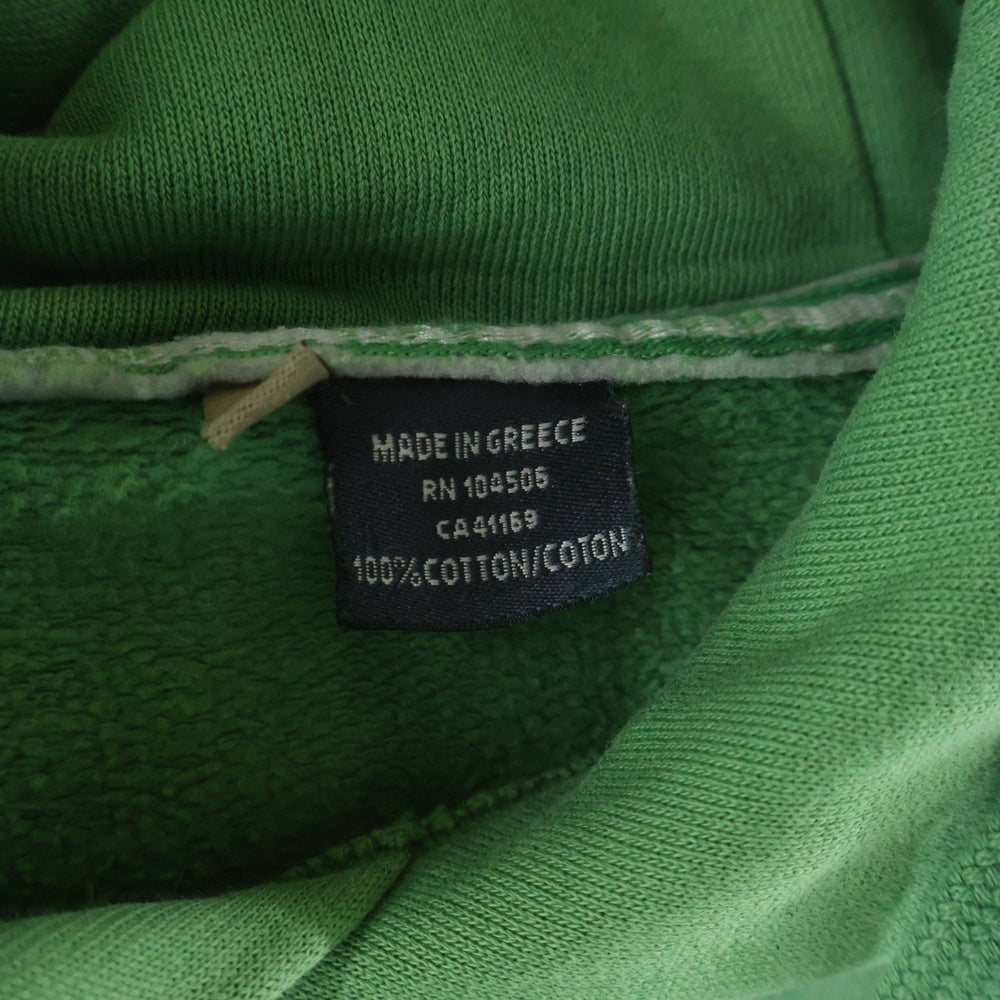 MADE IN GREECE
RN 104506
CA41169
100%COTTON/COTON